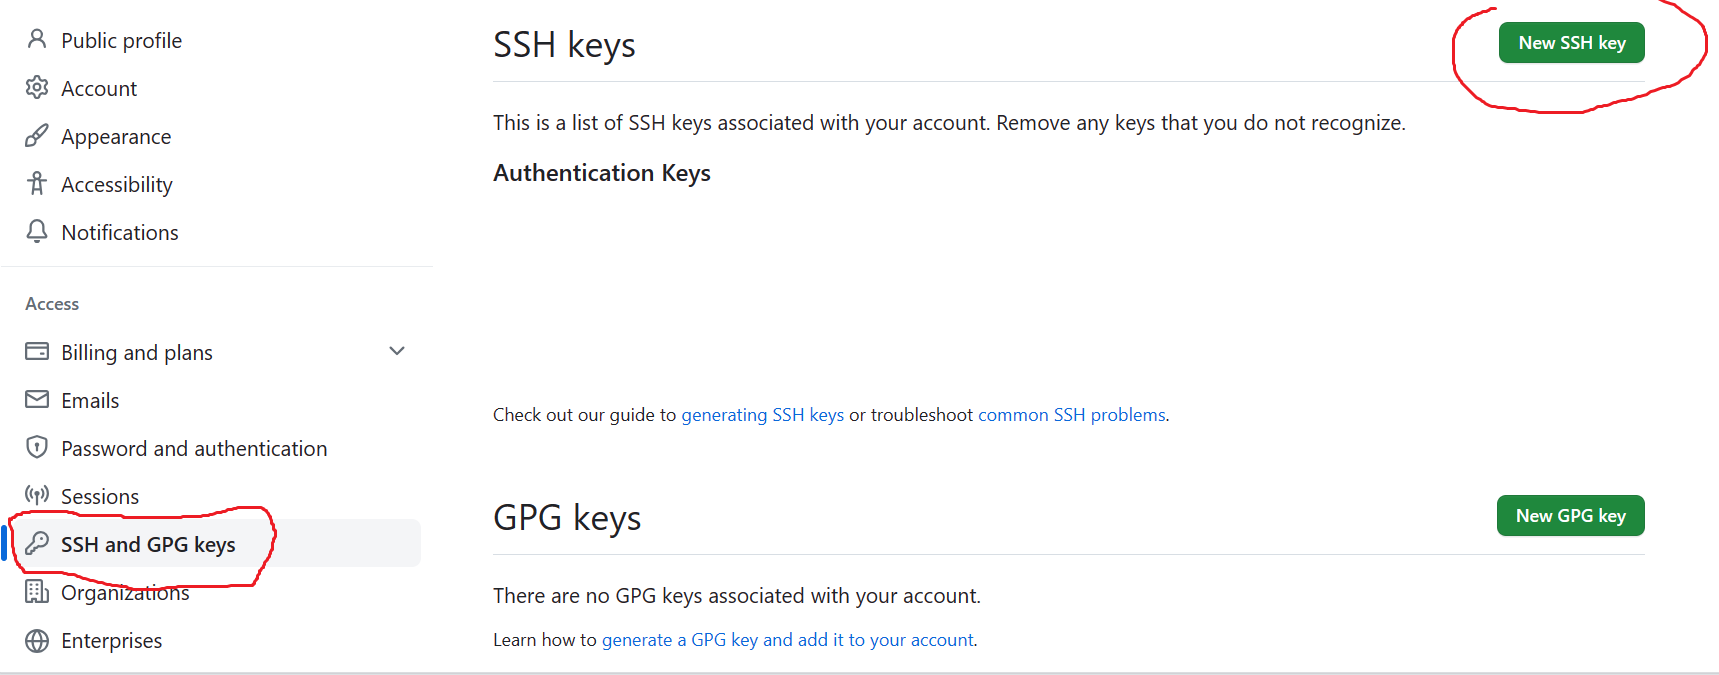 Public profile
Account
Appearance
Accessibility
Notifications
Access
Billing and plans
Emails
Password and authentication
Sessions
SSH and GPG keys
Organizations
Enterprises
SSH keys
New SSH key
This is a list of SSH keys associated with your account. Remove any keys that you do not recognize.
Authentication Keys
Check out our guide to generating SSH keys or troubleshoot common SSH problems.
GPG keys
New GPG key
There are no GPG keys associated with your account.
Learn how to generate a GPG key and add it to your account.